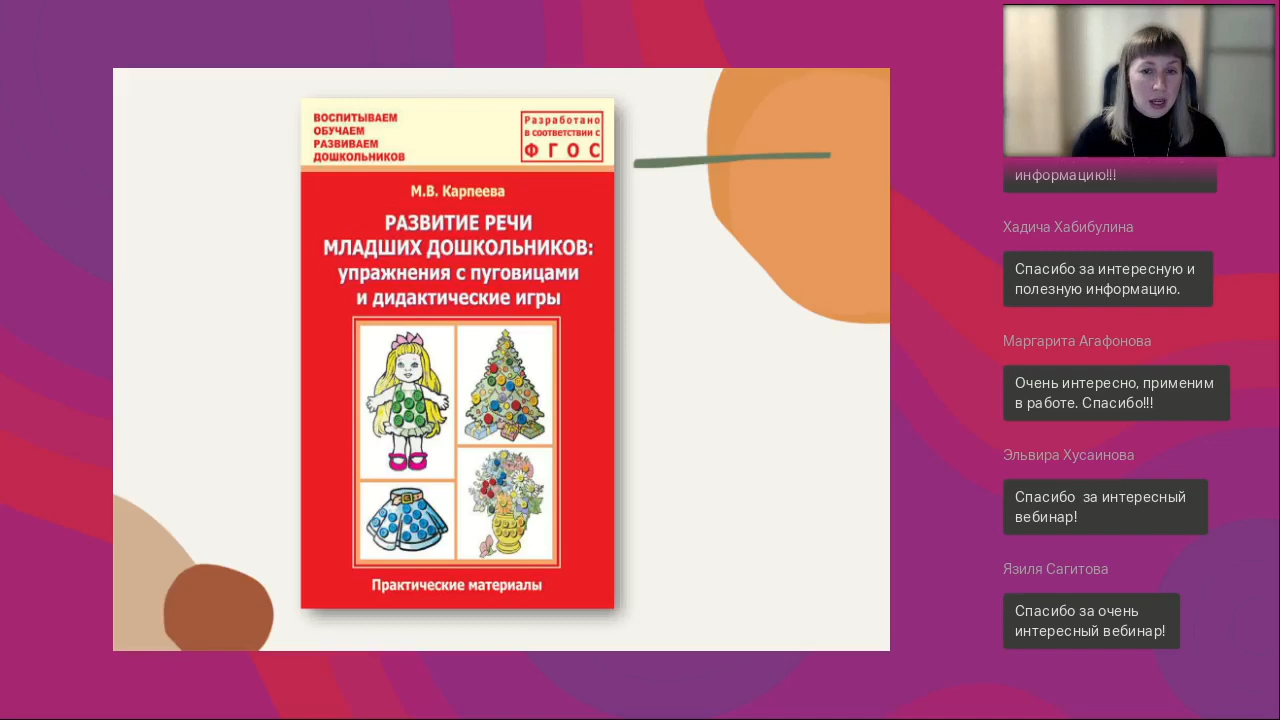 ВОСПИТЫВАЕМ
ОБУЧАЕМ
РАЗВИВАЕМ
ДОШКОЛЬНИКОВ
Разработано
в соответствии с
ФГОС
М.В. Карпеева
РАЗВИТИЕ РЕЧИ
МЛАДШИХ ДОШКОЛЬНИКОВ:
упражнения с пуговицами
и дидактические игры
Практические материалы
информацию!!!
Хадича Хабибулина
Спасибо за интересную и
полезную информацию.
Маргарита Агафонова
Очень интересно, применим
в работе. Спасибо!!!
Эльвира Хусаинова
Спасибо за интересный
вебинар!
Язиля Сагитова
Спасибо за очень
интересный вебинар!